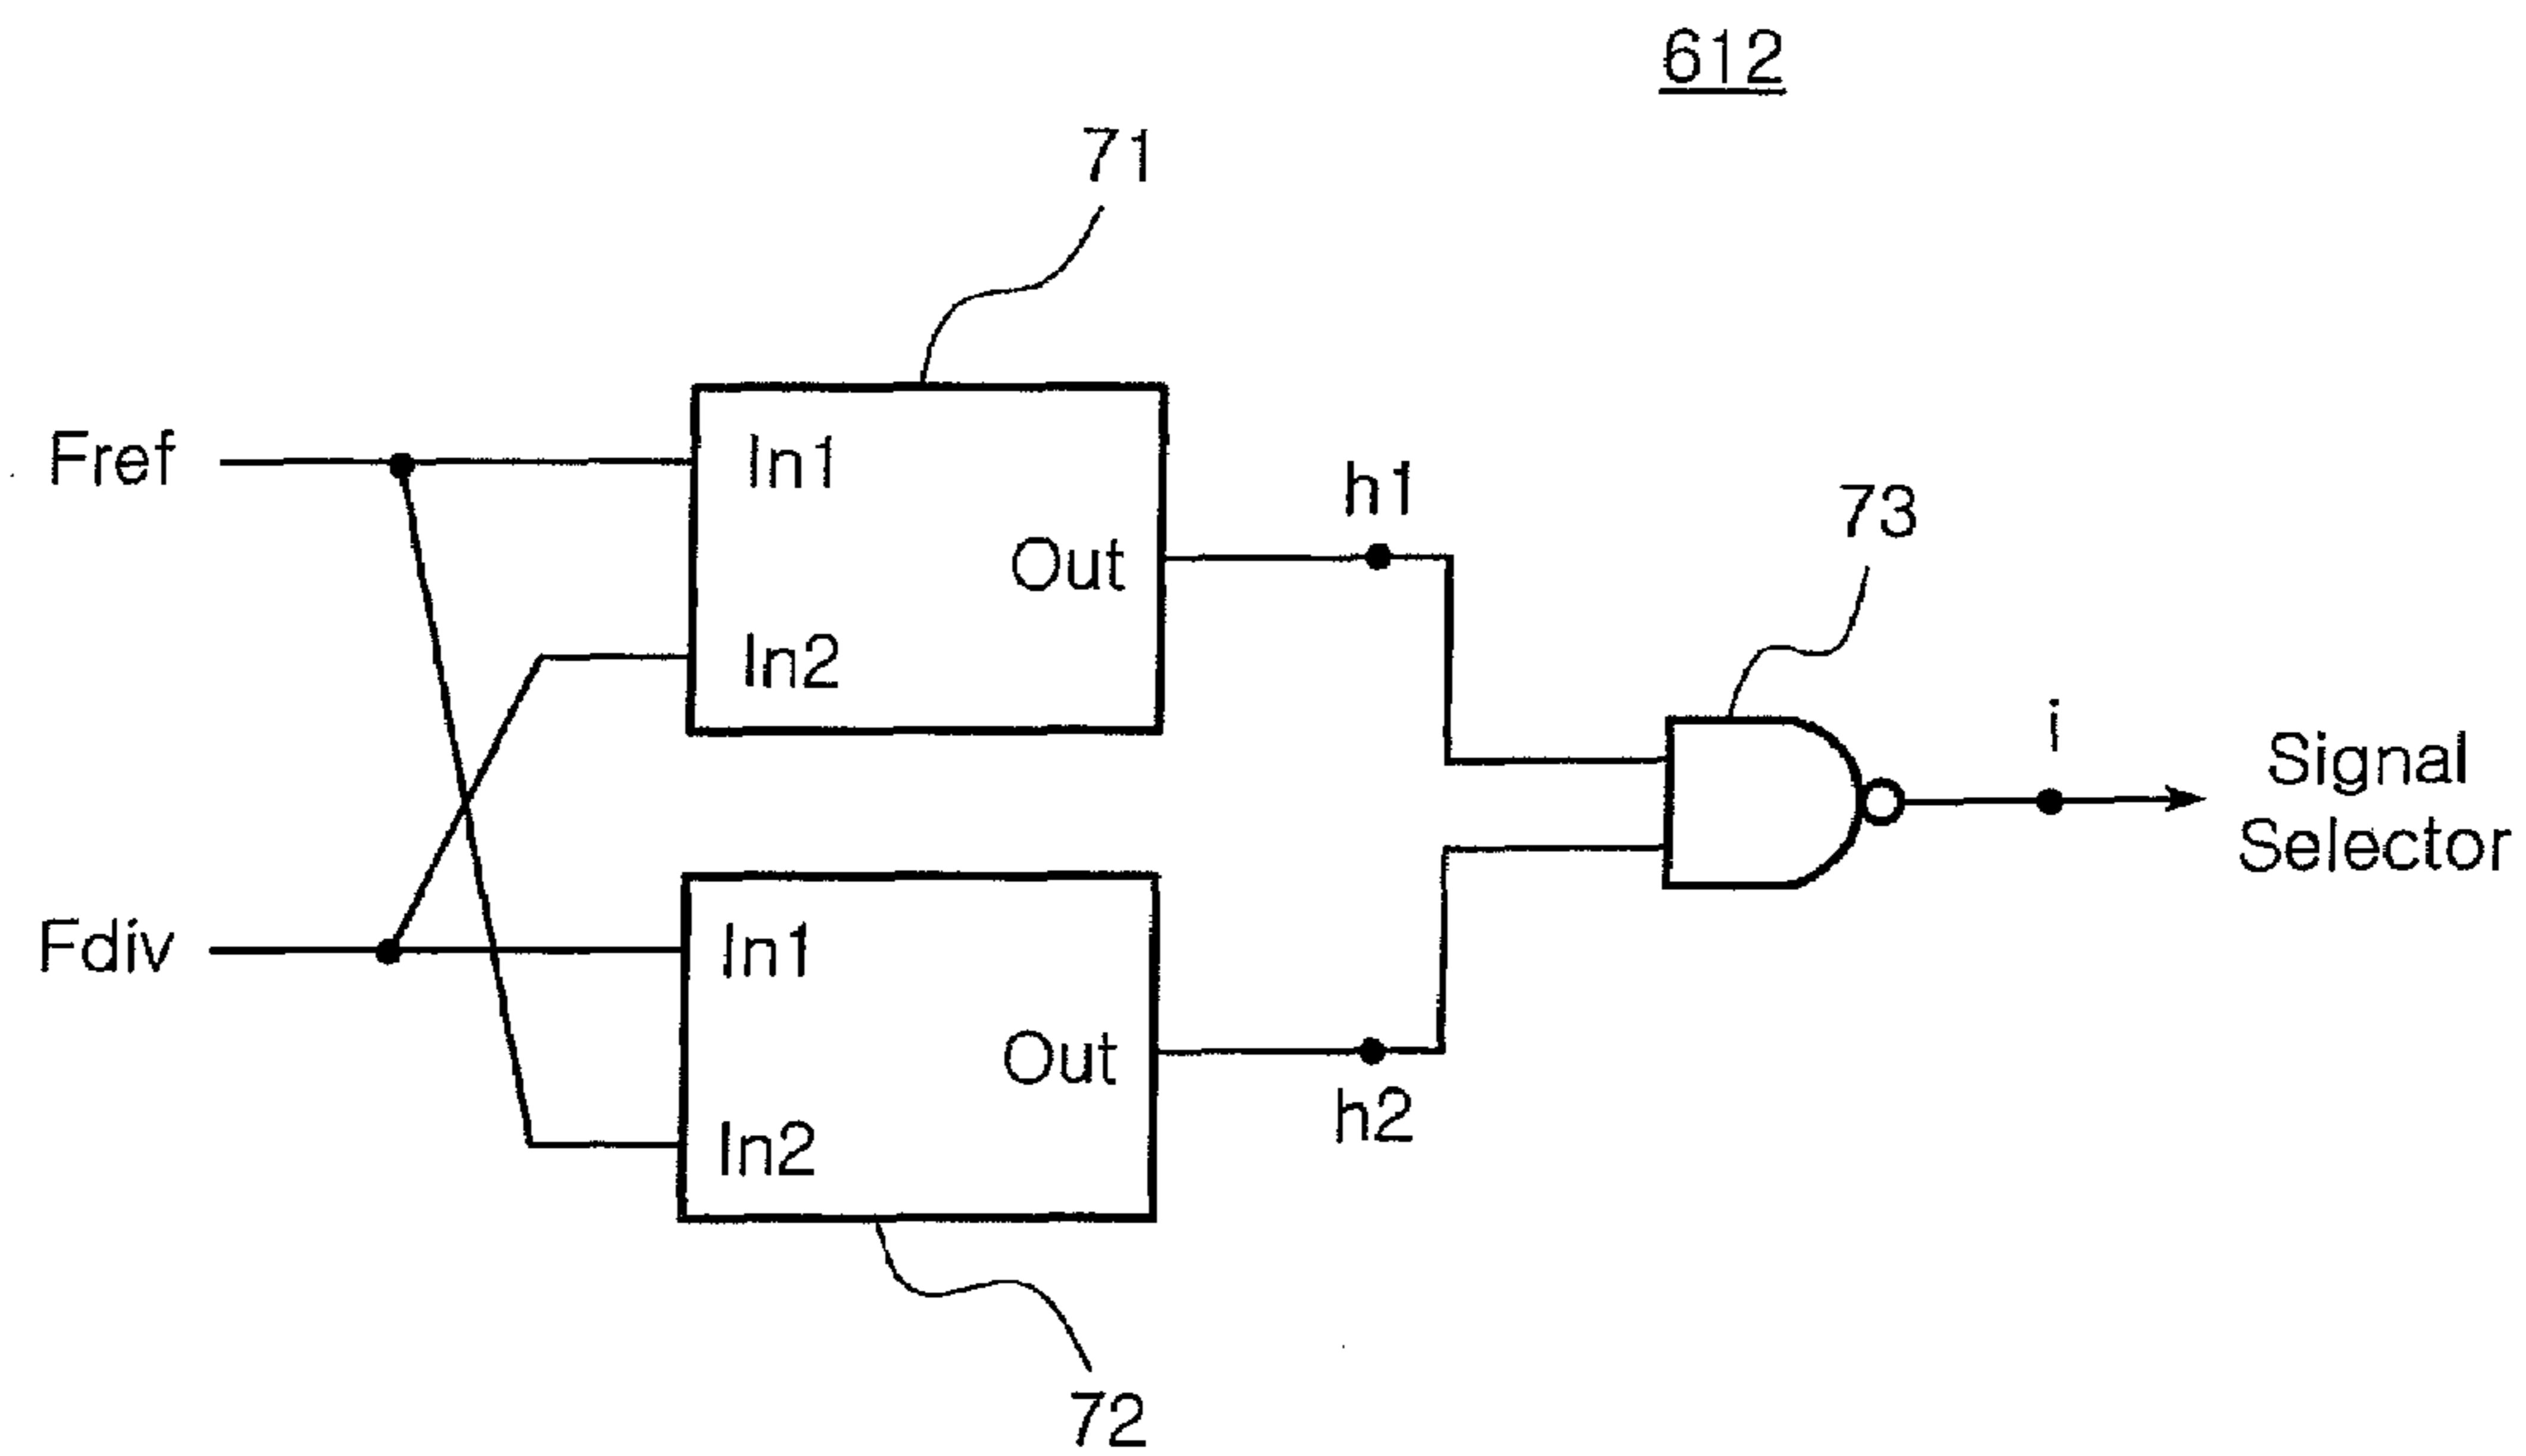 612
71
Fref
In1
Out
In2
h1
73
i
Signal
Selector
Fdiv
In1
Out
In2
h2
72